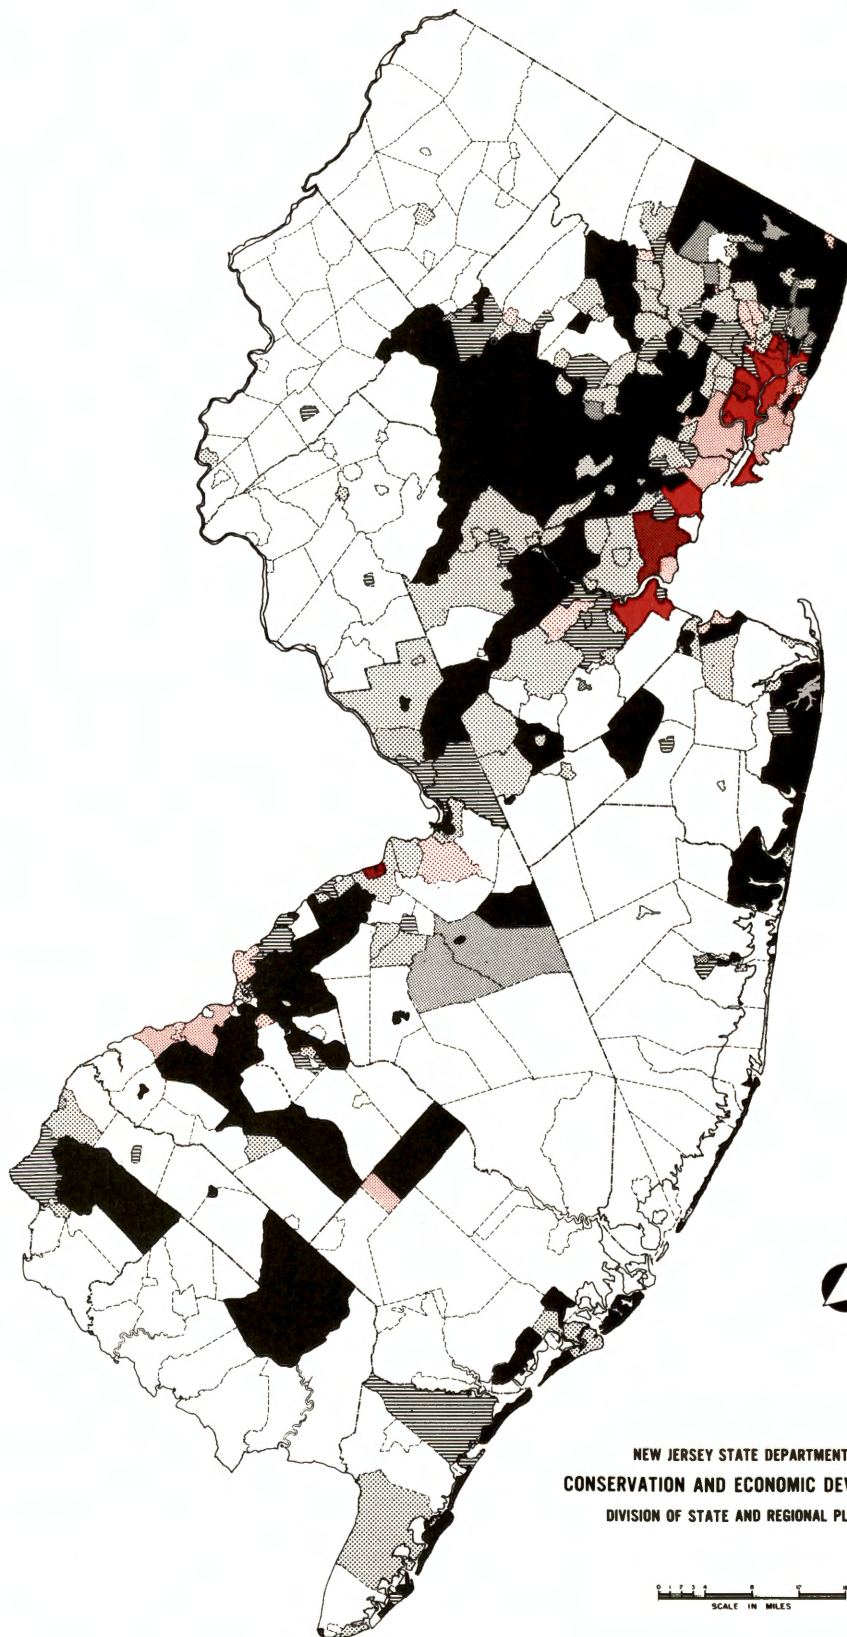 NEW JERSEY STATE DEPARTMENT
CONSERVATION AND ECONOMIC DEV
DIVISION OF STATE AND REGIONAL PL
SCALE IN MILES